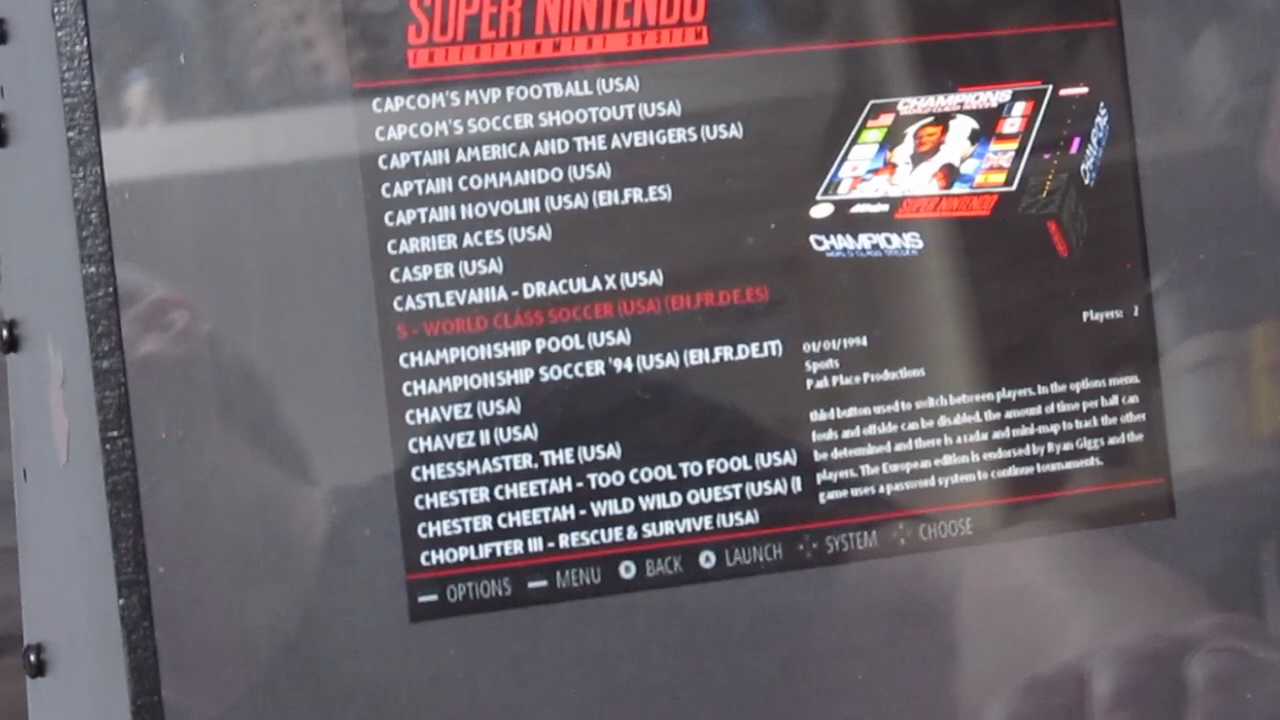 SUPER NINTENDO
ENTERTAINMENT SYSTEM
CAPCOM'S MVP FOOTBALL (USA)
CAPCOM'S SOCCER SHOOTOUT (USA)
CAPTAIN AMERICA AND THE AVENGERS (USA)
CAPTAIN COMMANDO (USA)
CAPTAIN NOVOLIN (USA) (EN,FR,ES)
CARRIER ACES (USA)
CASPER (USA)
CASTLEVANIA - DRACULA X (USA)
S - WORLD CLASS SOCCER (USA) (EN,FR,DE,ES)
CHAMPIONSHIP POOL (USA)
CHAMPIONSHIP SOCCER '94 (USA) (EN,FR,DE,IT)
CHAVEZ (USA)
CHAVEZ II (USA)
CHESSMASTER, THE (USA)
CHESTER CHEETAH - TOO COOL TO FOOL (USA)
CHESTER CHEETAH - WILD WILD QUEST (USA) (
CHOPLIFTER III - RESCUE & SURVIVE (USA)
CHAMPIONS
WORLD CLASS SOCCER
SUPER NINTENDO
CHAMPIONS
WORLD CLASS SOCCER
Players: 2
01/01/1994
Sports
Park Place Productions
third button used to switch between players. In the options menu,
fouls and offside can be disabled, the amount of time per half can
be determined and there is a radar and mini-map to track the other
players. The European edition is endorsed by Ryan Giggs and the
game uses a password system to continue tournaments.
OPTIONS MENU B BACK A LAUNCH SYSTEM CHOOSE